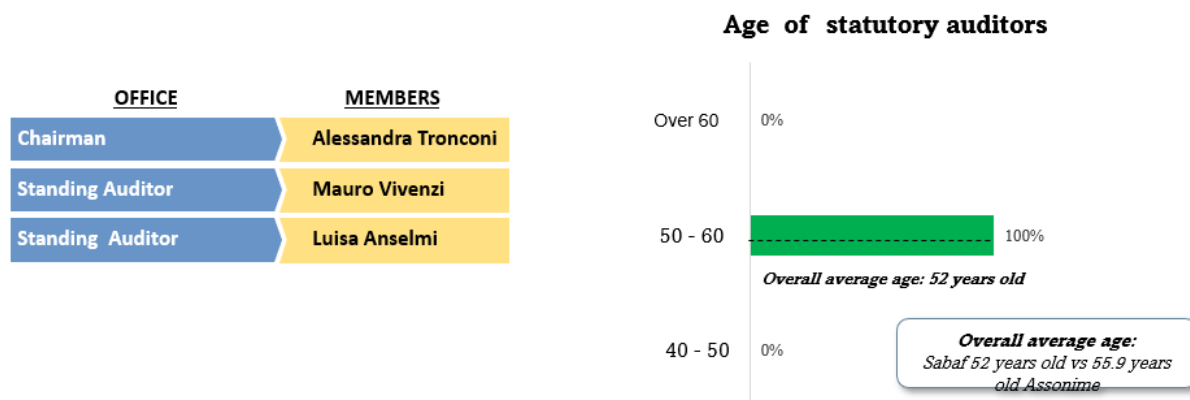 OFFICE MEMBERS
Chairman Alessandra Tronconi
Standing Auditor Mauro Vivenzi
Standing Auditor Luisa Anselmi
Age of statutory auditors
Over 60 0%
50 - 60 100%
Overall average age: 52 years old
40 - 50 0%
Overall average age:
Sabaf 52 years old vs 55.9 years
old Assonime